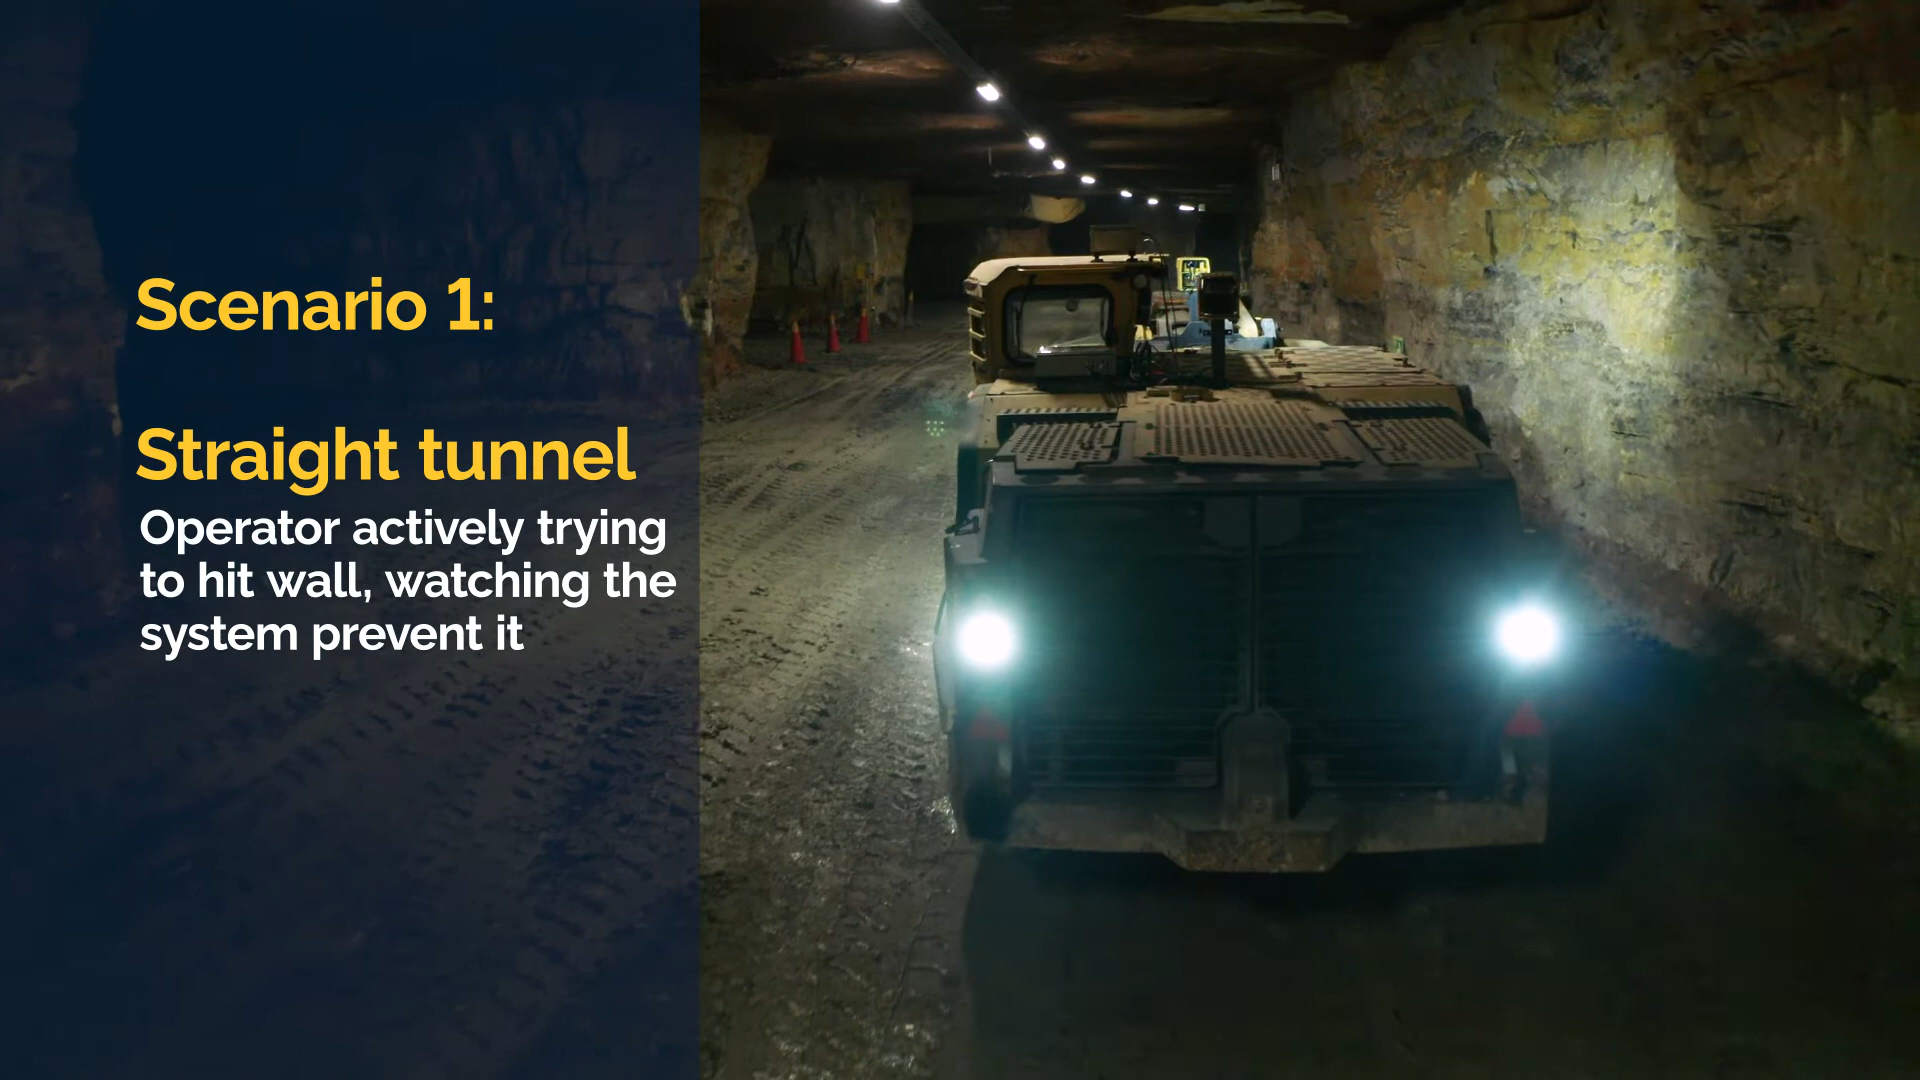 Scenario 1:
Straight tunnel
Operator actively trying
to hit wall, watching the
system prevent it